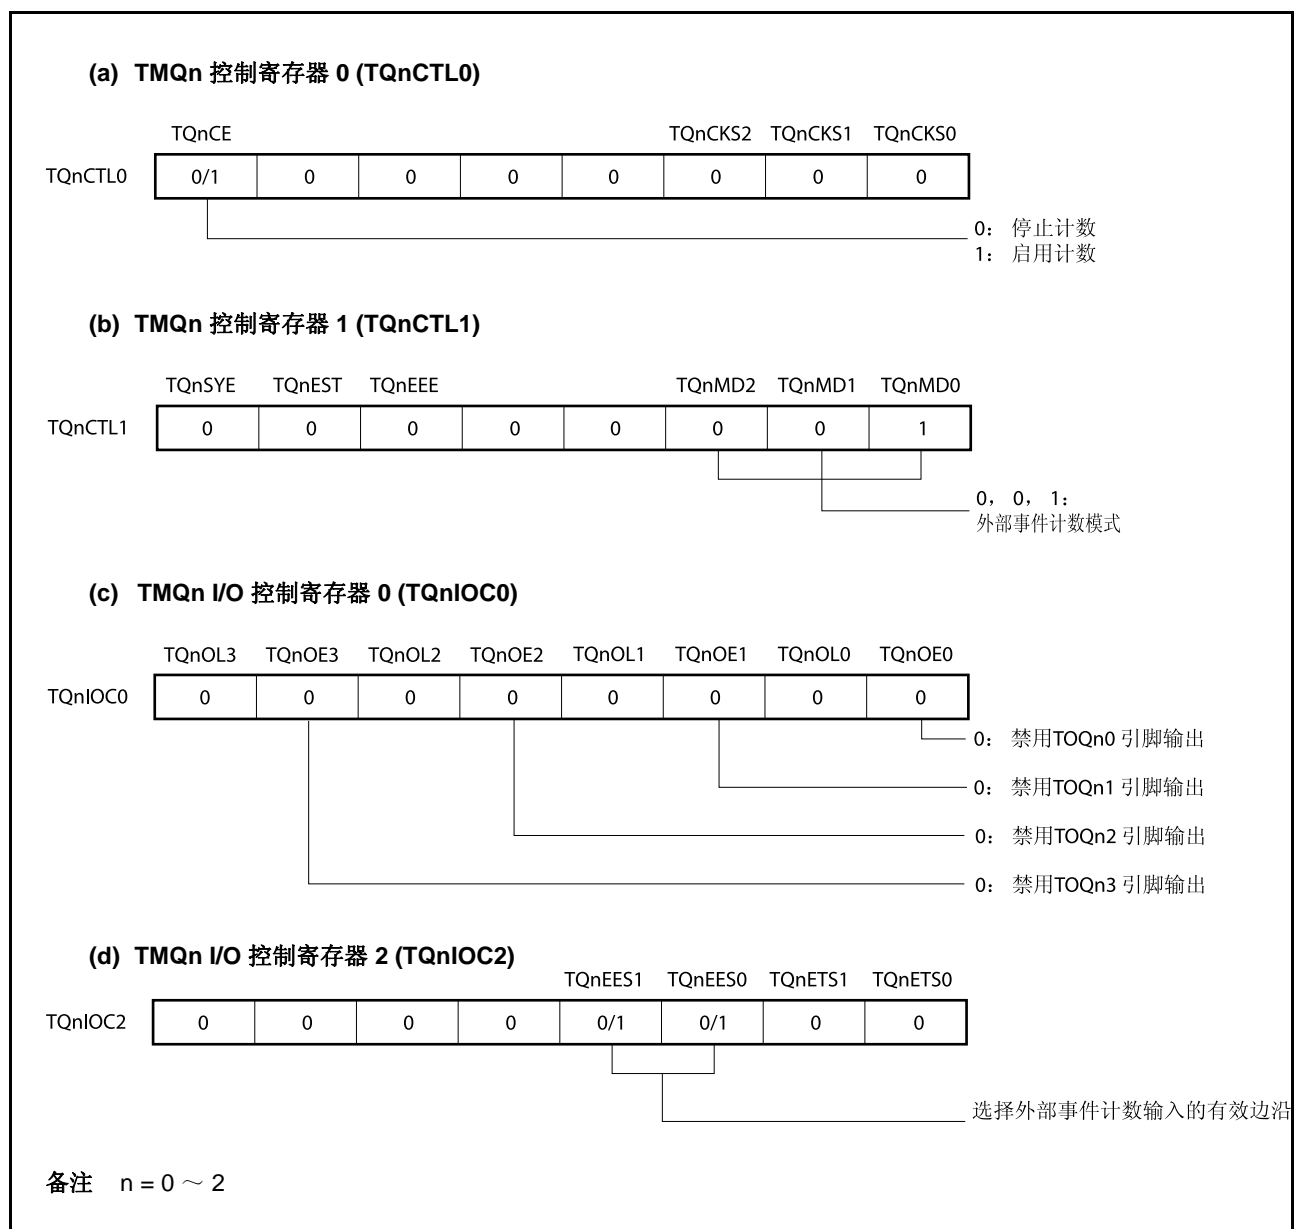 (a) TMQn 控制寄存器 0 (TQnCTL0)
TQnCE TQnCKS2 TQnCKS1 TQnCKS0
TQnCTL0 0/1 0 0 0 0 0 0 0
0： 停止计数
1： 启用计数
(b) TMQn 控制寄存器 1 (TQnCTL1)
TQnSYE TQnEST TQnEEE TQnMD2 TQnMD1 TQnMD0
TQnCTL1 0 0 0 0 0 0 0 1
0， 0， 1：
外部事件计数模式
(c) TMQn I/O 控制寄存器 0 (TQnIOC0)
TQnOL3 TQnOE3 TQnOL2 TQnOE2 TQnOL1 TQnOE1 TQnOL0 TQnOE0
TQnIOC0 0 0 0 0 0 0 0 0
0： 禁用TOQn0 引脚输出
0： 禁用TOQn1 引脚输出
0： 禁用TOQn2 引脚输出
0： 禁用TOQn3 引脚输出
(d) TMQn I/O 控制寄存器 2 (TQnIOC2)
TQnEES1 TQnEES0 TQnETS1 TQnETS0
TQnIOC2 0 0 0 0 0/1 0/1 0 0
选择外部事件计数输入的有效边沿
备注 n = 0 ～ 2